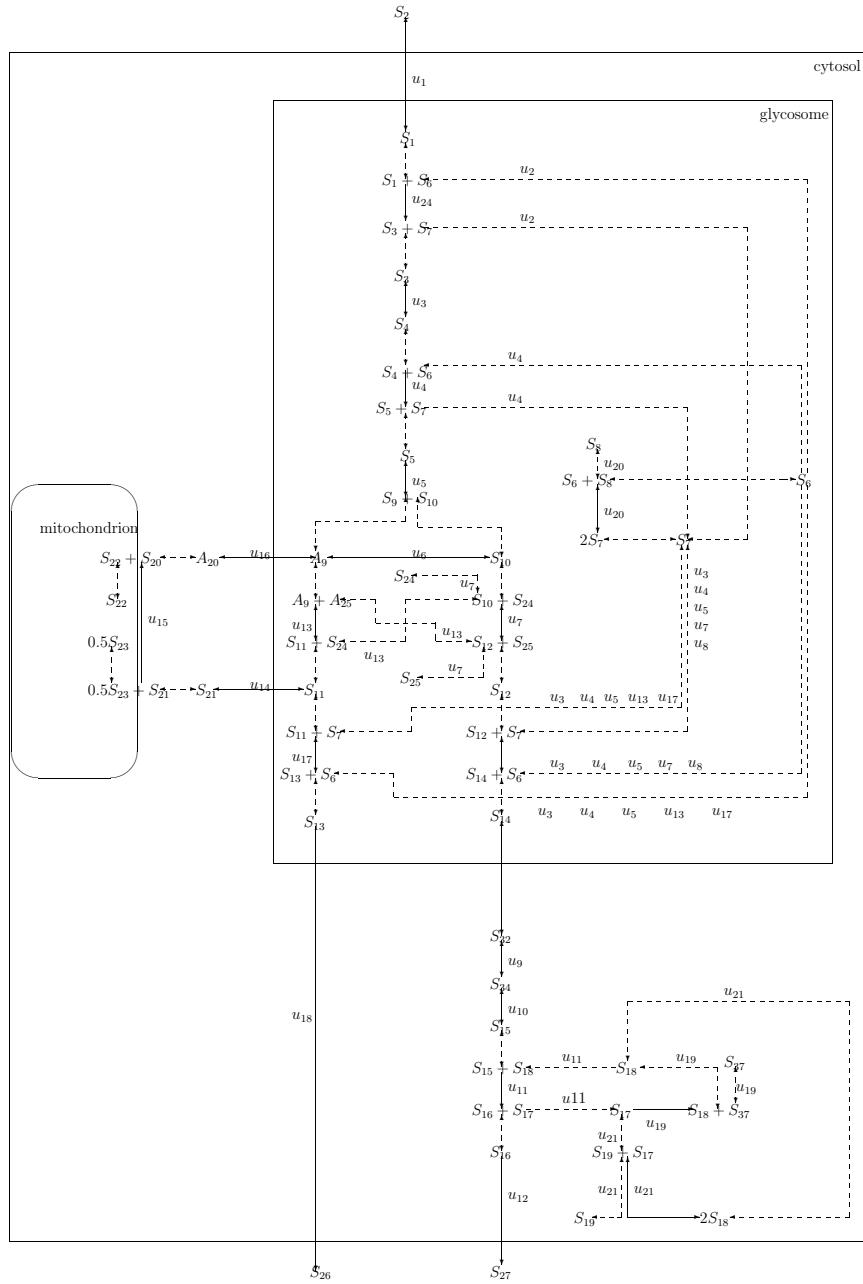 S₂
cytosol
u₁
glycosome
S₁
S₁ + S₆ u₂
u₂₄
S₃ + S₇ u₂
S₃
u₃
S₄
u₄
S₄ + S₆
u₄
S₅ + S₇ u₄
S₈
S₅ u₂₀
u₅ S₆ + S₈ S₆
S₉ + S₁₀
u₂₀
mitochondrion
2S₇ S₇
S₂₂ + S₂₀ A₂₀ u₁₆ A₉ u₆ S₁₀
S₂₄ u₇ u₃
u₄
S₂₂ A₉ + A₂₅ S₁₀ + S₂₄
u₅
u₁₅ u₁₃ u₁₃ u₇ u₇
0.5S₂₃ S₁₁ + S₂₄ S₁₂ + S₂₅ u₈
u₁₃
u₇
S₂₅
0.5S₂₃ + S₂₁ S₂₁ u₁₄ S₁₁ S₁₂
u₃ u₄ u₅ u₁₃ u₁₇
S₁₁ + S₇ S₁₂ + S₇
u₁₇ u₃ u₄ u₅ u₇ u₈
S₁₃ + S₆ S₁₄ + S₆
S₁₃ S₁₄ u₃ u₄ u₅ u₁₃ u₁₇
S₃₂
u₉
S₃₄
u₂₁
u₁₈ u₁₀
S₁₅
u₁₁ u₁₉ S₃₇
S₁₅ + S₁₈ S₁₈
u₁₁ u₁₉
u11
S₁₆ + S₁₇ S₁₇ S₁₈ + S₃₇
u₁₉
u₂₁
S₁₆ S₁₉ + S₁₇
u₁₂ u₂₁ u₂₁
S₁₉ 2S₁₈
S₂₆ S₂₇